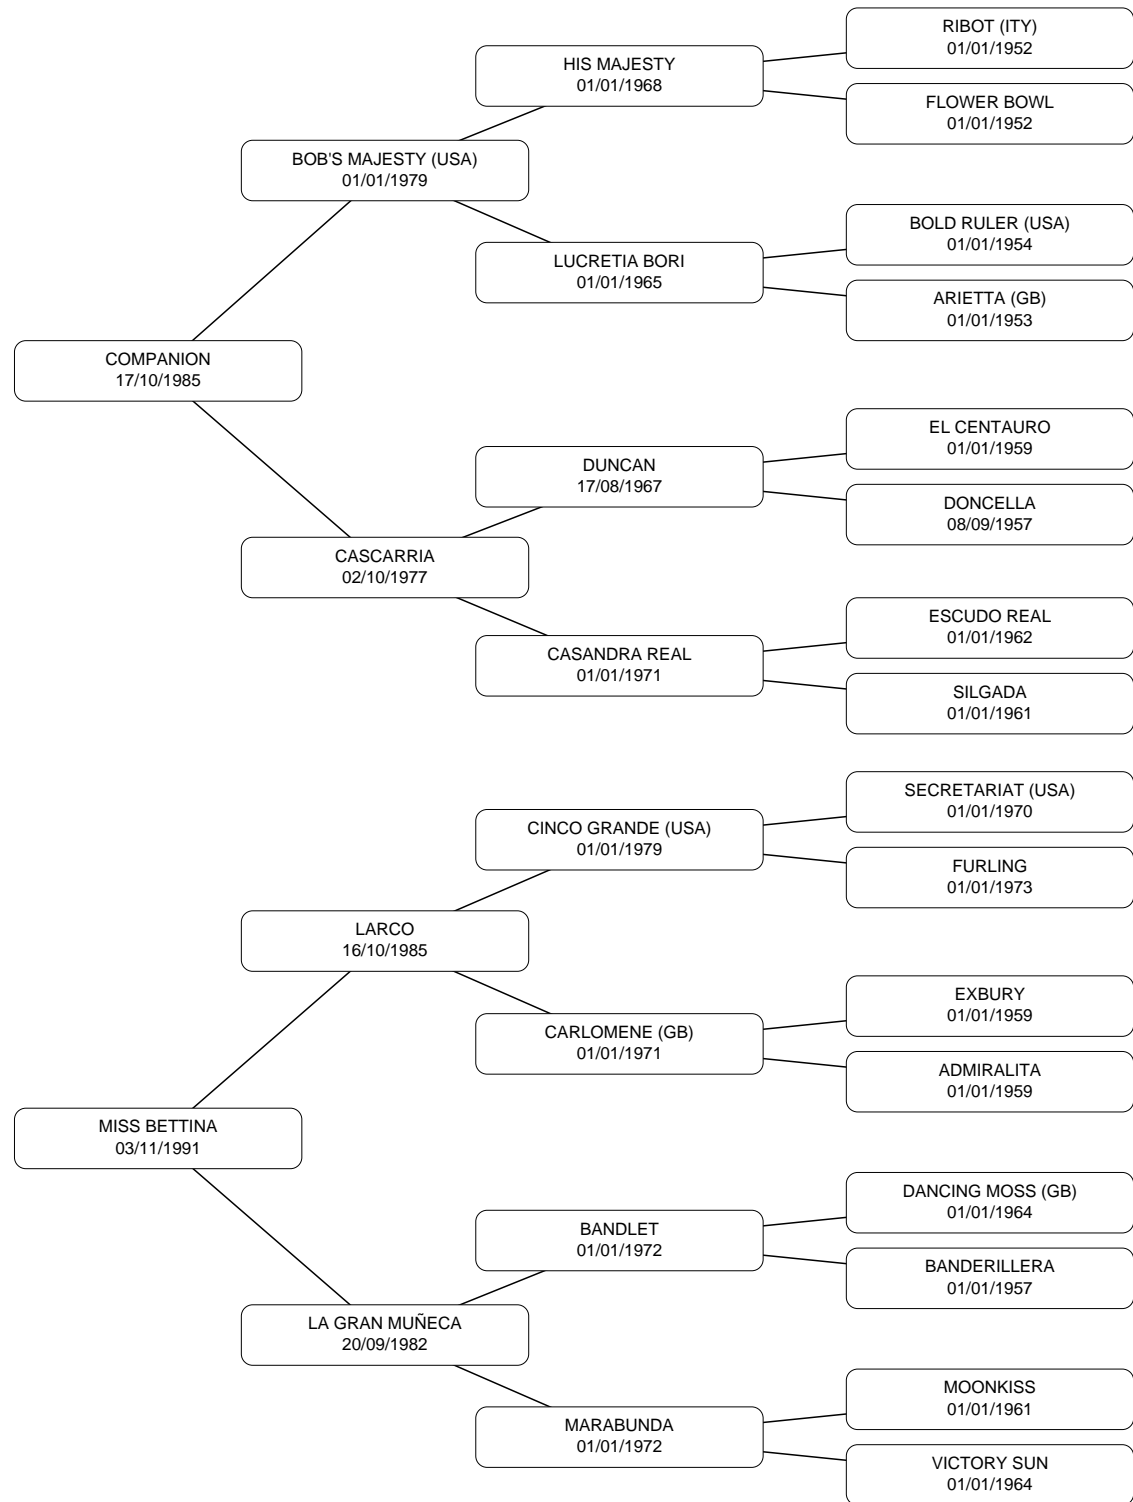 RIBOT (ITY)
01/01/1952
HIS MAJESTY
01/01/1968
FLOWER BOWL
01/01/1952
BOB'S MAJESTY (USA)
01/01/1979
BOLD RULER (USA)
01/01/1954
LUCRETIA BORI
01/01/1965
ARIETTA (GB)
01/01/1953
COMPANION
17/10/1985
EL CENTAURO
01/01/1959
DUNCAN
17/08/1967
DONCELLA
08/09/1957
CASCARRIA
02/10/1977
ESCUDO REAL
01/01/1962
CASANDRA REAL
01/01/1971
SILGADA
01/01/1961
SECRETARIAT (USA)
01/01/1970
CINCO GRANDE (USA)
01/01/1979
FURLING
01/01/1973
LARCO
16/10/1985
EXBURY
01/01/1959
CARLOMENE (GB)
01/01/1971
ADMIRALITA
01/01/1959
MISS BETTINA
03/11/1991
DANCING MOSS (GB)
01/01/1964
BANDLET
01/01/1972
BANDERILLERA
01/01/1957
LA GRAN MUÑECA
20/09/1982
MOONKISS
01/01/1961
MARABUNDA
01/01/1972
VICTORY SUN
01/01/1964